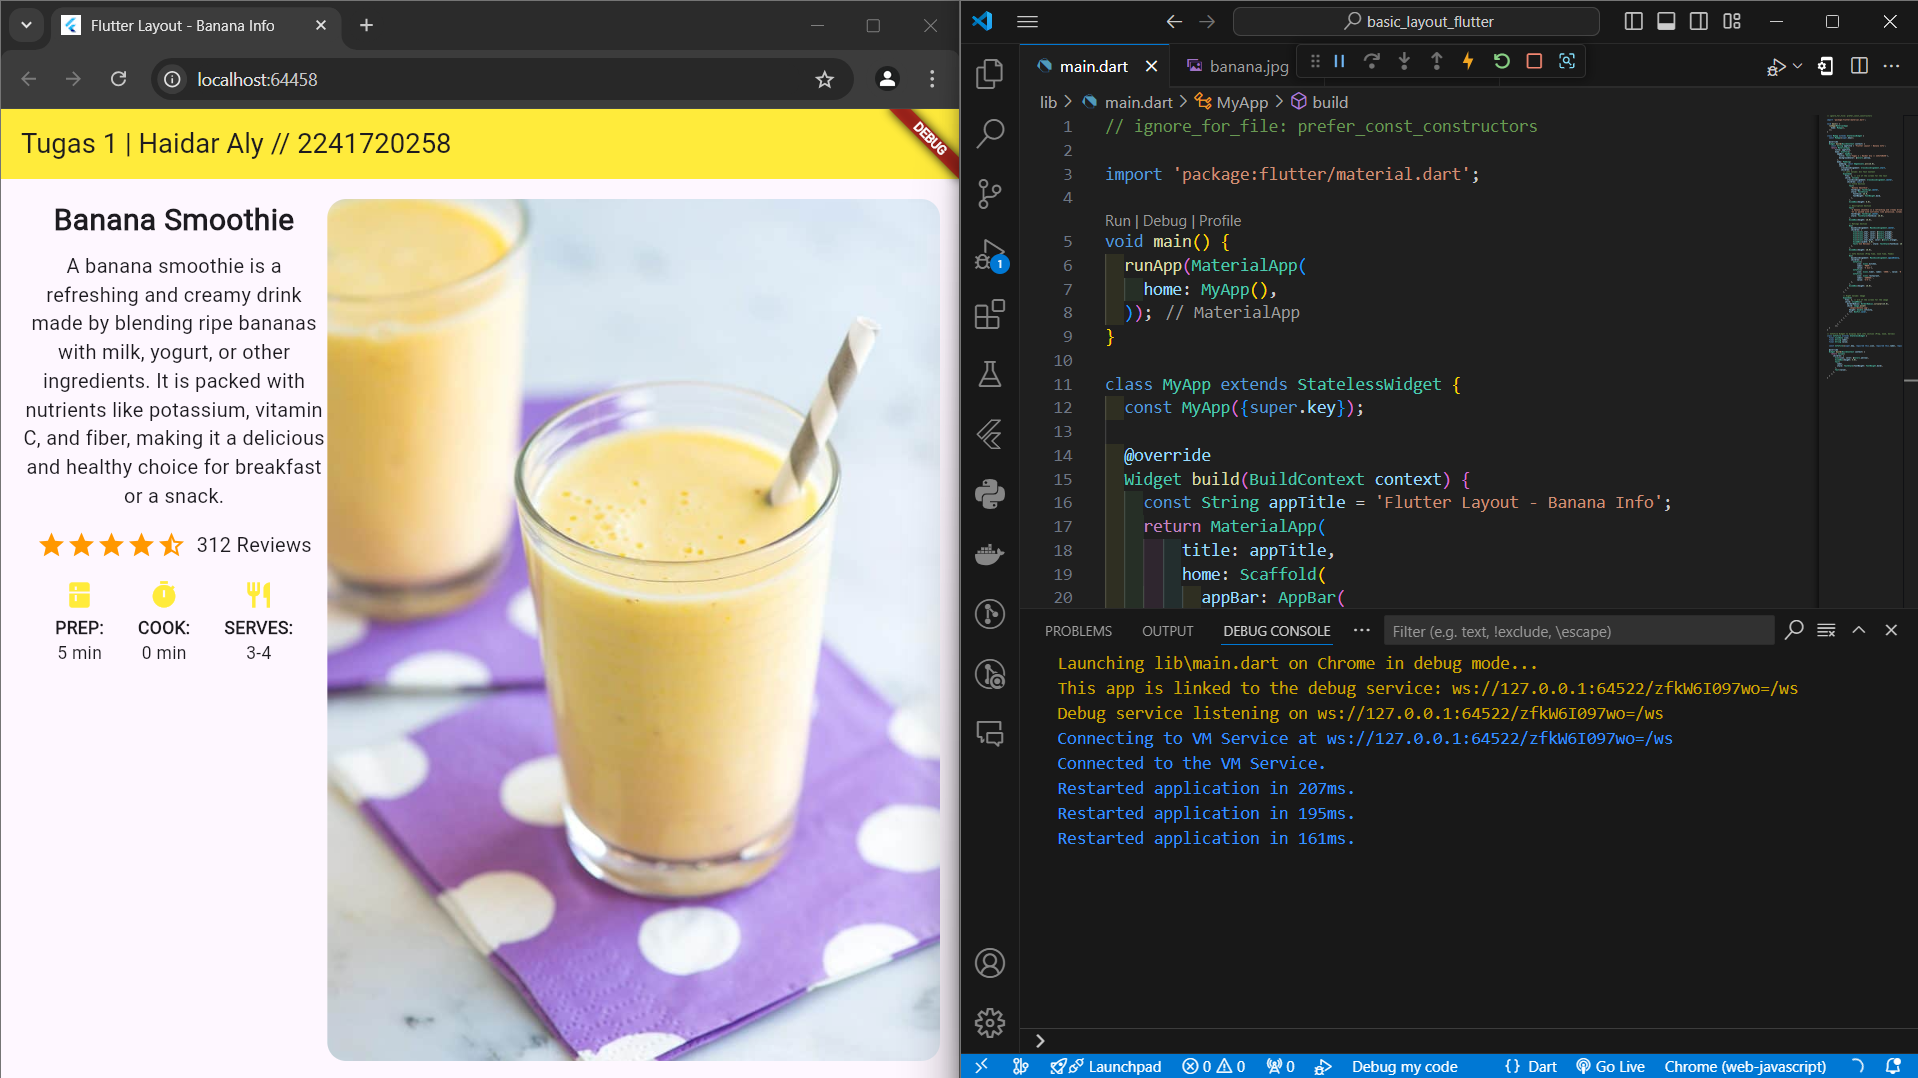 Flutter Layout - Banana Info
localhost:64458
Tugas 1 | Haidar Aly // 2241720258
DEBUG
Banana Smoothie
A banana smoothie is a
refreshing and creamy drink
made by blending ripe bananas
with milk, yogurt, or other
ingredients. It is packed with
nutrients like potassium, vitamin
C, and fiber, making it a delicious
and healthy choice for breakfast
or a snack.
312 Reviews
PREP: COOK: SERVES:
5 min 0 min 3-4
basic_layout_flutter
main.dart banana.jpg
lib > main.dart > MyApp > build
1 // ignore_for_file: prefer_const_constructors
2
3 import 'package:flutter/material.dart';
4
Run | Debug | Profile
5 void main() {
6 runApp(MaterialApp(
7 home: MyApp(),
8 )); // MaterialApp
9 }
10
11 class MyApp extends StatelessWidget {
12 const MyApp({super.key});
13
14 @override
15 Widget build(BuildContext context) {
16 const String appTitle = 'Flutter Layout - Banana Info';
17 return MaterialApp(
18 title: appTitle,
19 home: Scaffold(
20 appBar: AppBar(
1
PROBLEMS OUTPUT DEBUG CONSOLE ··· Filter (e.g. text, !exclude, \escape)
Launching lib\main.dart on Chrome in debug mode...
This app is linked to the debug service: ws://127.0.0.1:64522/zfkW6I097wo=/ws
Debug service listening on ws://127.0.0.1:64522/zfkW6I097wo=/ws
Connecting to VM Service at ws://127.0.0.1:64522/zfkW6I097wo=/ws
Connected to the VM Service.
Restarted application in 207ms.
Restarted application in 195ms.
Restarted application in 161ms.
>
Launchpad 0 0 0 Debug my code {} Dart Go Live Chrome (web-javascript)